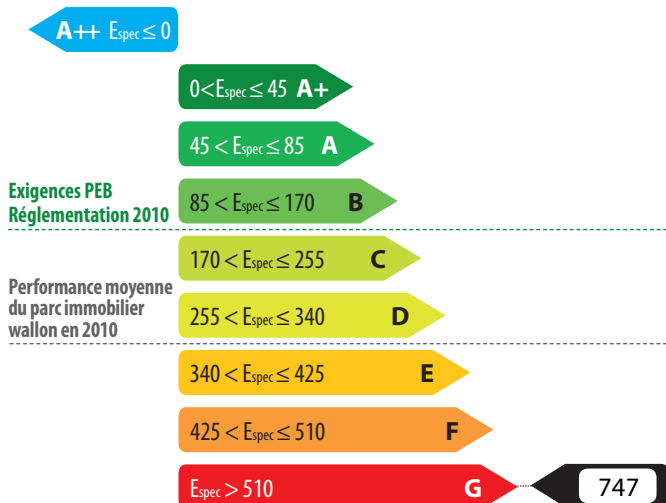 A++ Espec ≤ 0
0 < Espec ≤ 45 A+
45 < Espec ≤ 85 A
Exigences PEB
Réglementation 2010
85 < Espec ≤ 170 B
170 < Espec ≤ 255 C
Performance moyenne
du parc immobilier
wallon en 2010
255 < Espec ≤ 340 D
340 < Espec ≤ 425 E
425 < Espec ≤ 510 F
Espec > 510 G 747